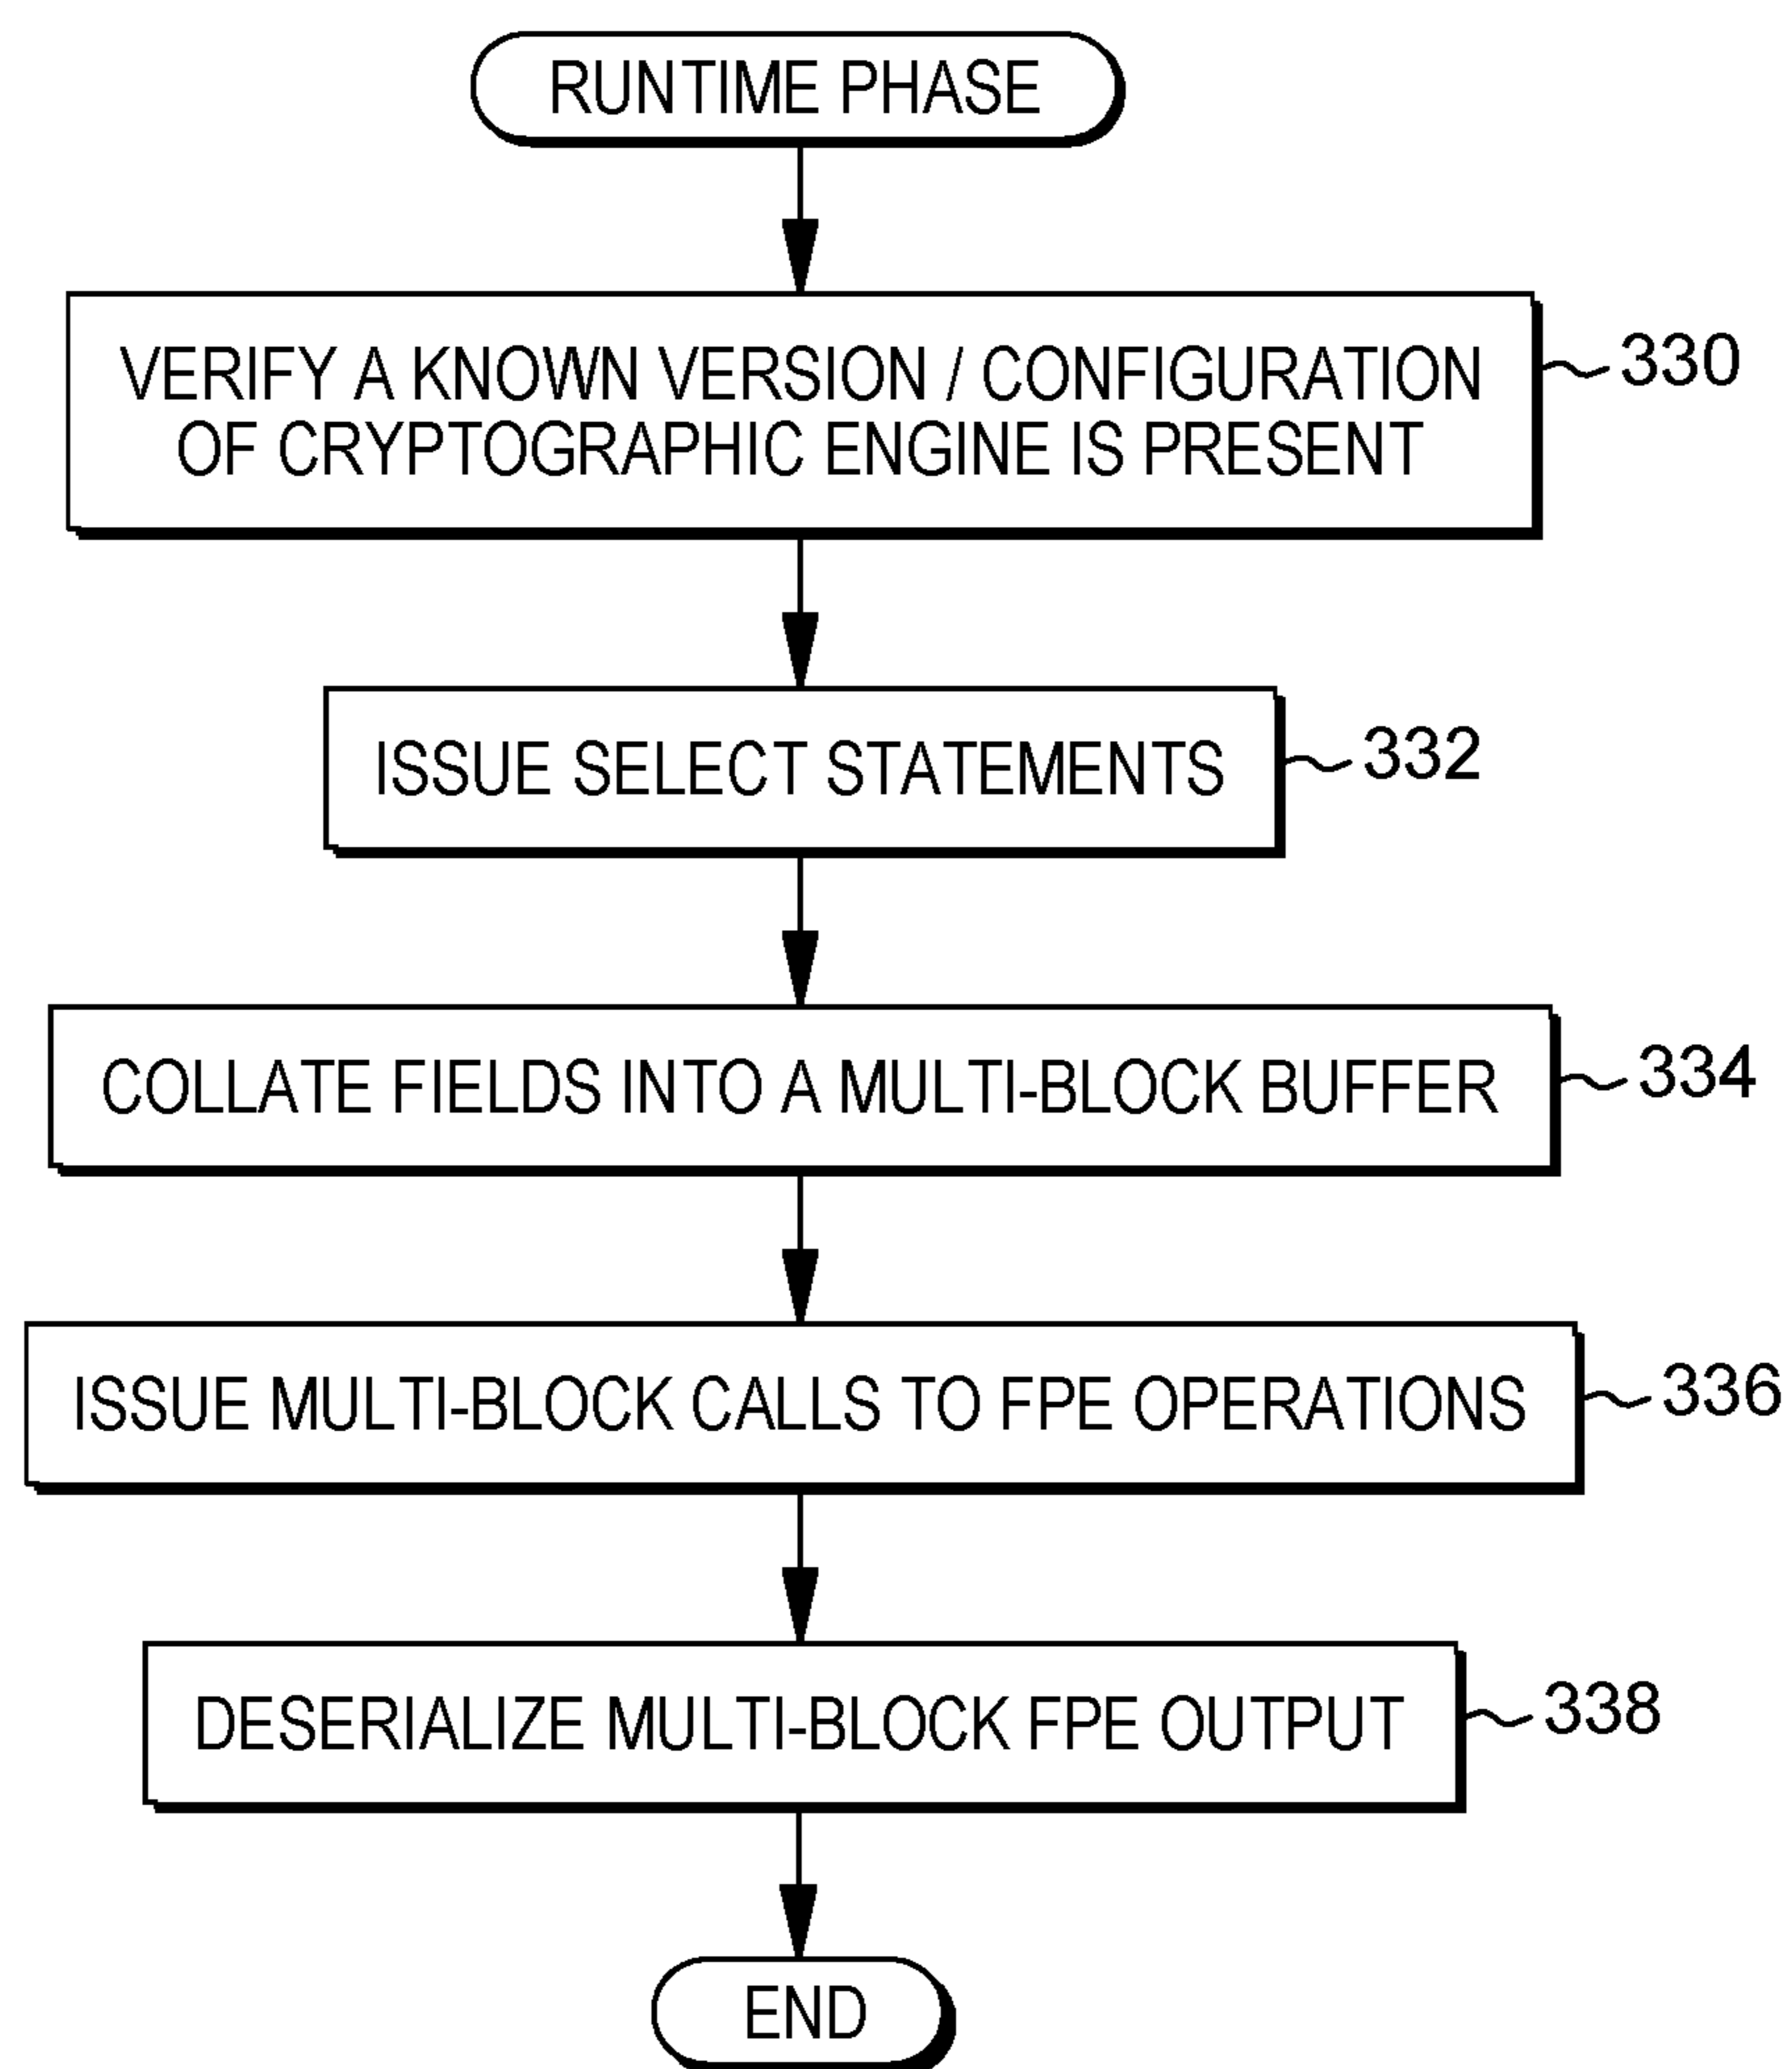 RUNTIME PHASE
VERIFY A KNOWN VERSION / CONFIGURATION
OF CRYPTOGRAPHIC ENGINE IS PRESENT
330
ISSUE SELECT STATEMENTS
332
COLLATE FIELDS INTO A MULTI-BLOCK BUFFER
334
ISSUE MULTI-BLOCK CALLS TO FPE OPERATIONS
336
DESERIALIZE MULTI-BLOCK FPE OUTPUT
338
END